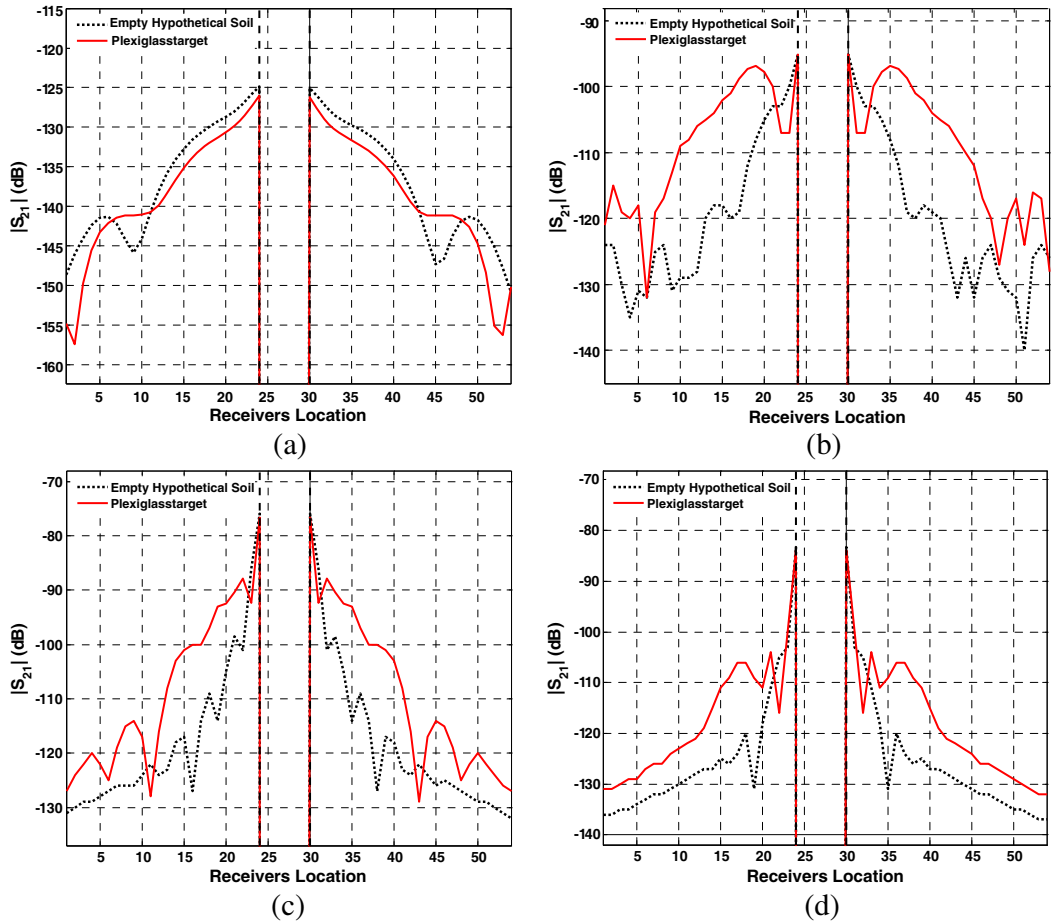 -115
-120
-125
-130
-135
-140
-145
-150
-155
-160
|S21| (dB)
Empty Hypothetical Soil
Plexiglasstarget
5 10 15 20 25 30 35 40 45 50
Receivers Location
(a)
-90
-100
-110
-120
-130
-140
|S21| (dB)
Empty Hypothetical Soil
Plexiglasstarget
5 10 15 20 25 30 35 40 45 50
Receivers Location
(b)
-70
-80
-90
-100
-110
-120
-130
|S21| (dB)
Empty Hypothetical Soil
Plexiglasstarget
5 10 15 20 25 30 35 40 45 50
Receivers Location
(c)
-70
-80
-90
-100
-110
-120
-130
-140
|S21| (dB)
Empty Hypothetical Soil
Plexiglasstarget
5 10 15 20 25 30 35 40 45 50
Receivers Location
(d)